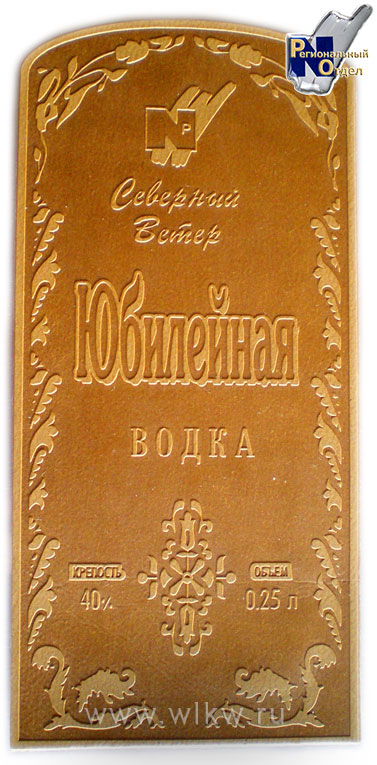 Региональный
Отдел
N P
Северный
Ветер
Юбилейная
ВОДКА
КРЕПОСТЬ
40%
ОБЪЕМ
0.25 л
www.wlkw.ru